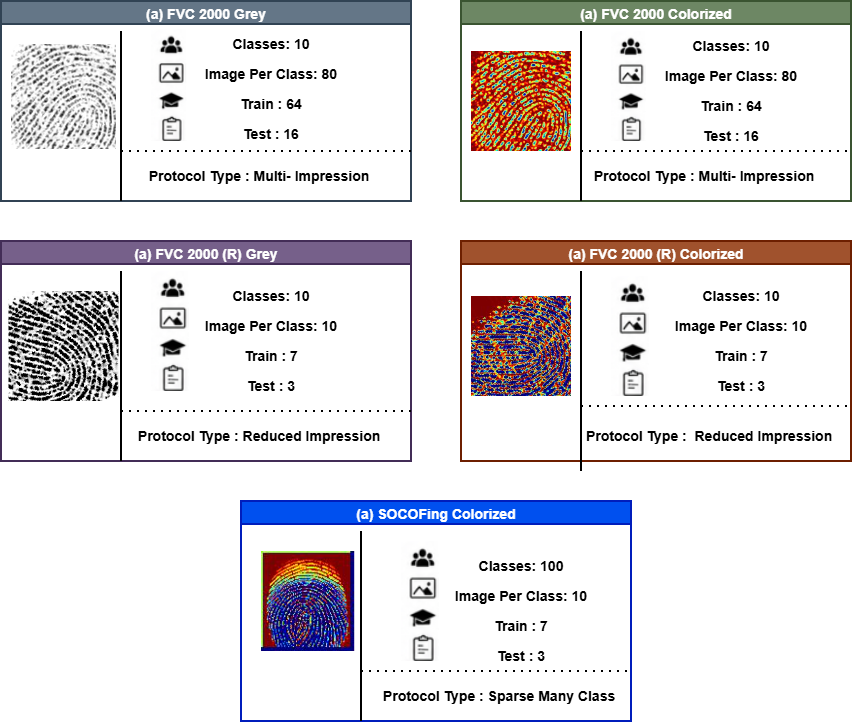 (a) FVC 2000 Grey
Classes: 10
Image Per Class: 80
Train : 64
Test : 16
Protocol Type : Multi- Impression
(a) FVC 2000 Colorized
Classes: 10
Image Per Class: 80
Train : 64
Test : 16
Protocol Type : Multi- Impression
(a) FVC 2000 (R) Grey
Classes: 10
Image Per Class: 10
Train : 7
Test : 3
Protocol Type : Reduced Impression
(a) FVC 2000 (R) Colorized
Classes: 10
Image Per Class: 10
Train : 7
Test : 3
Protocol Type :  Reduced Impression
(a) SOCOFing Colorized
Classes: 100
Image Per Class: 10
Train : 7
Test : 3
Protocol Type : Sparse Many Class